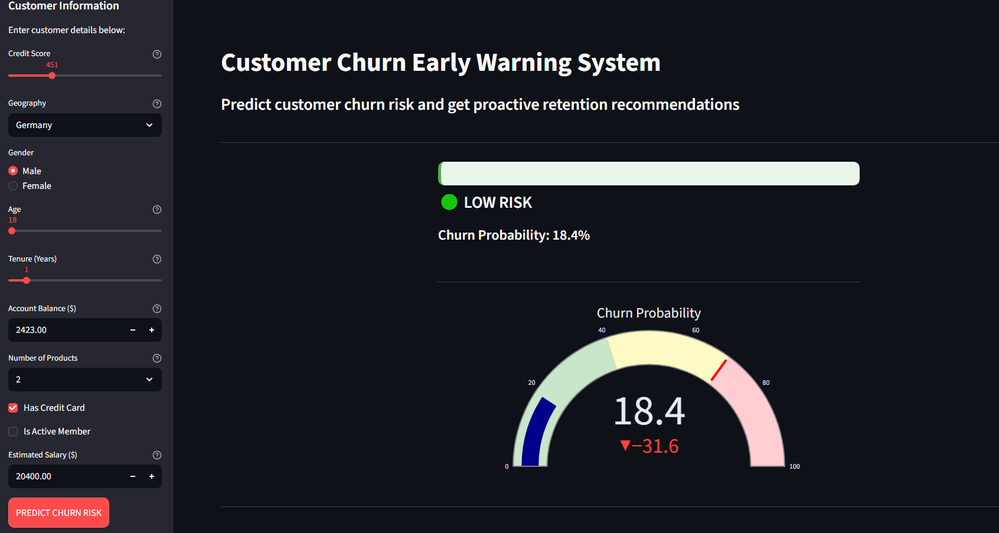 Customer Information
Enter customer details below:
Credit Score
451
Geography
Germany
Gender
Male
Female
Age
18
Tenure (Years)
1
Account Balance ($)
2423.00
Number of Products
2
Has Credit Card
Is Active Member
Estimated Salary ($)
20400.00
PREDICT CHURN RISK
Customer Churn Early Warning System
Predict customer churn risk and get proactive retention recommendations
LOW RISK
Churn Probability: 18.4%
Churn Probability
0
20
40
60
80
100
18.4
▼−31.6